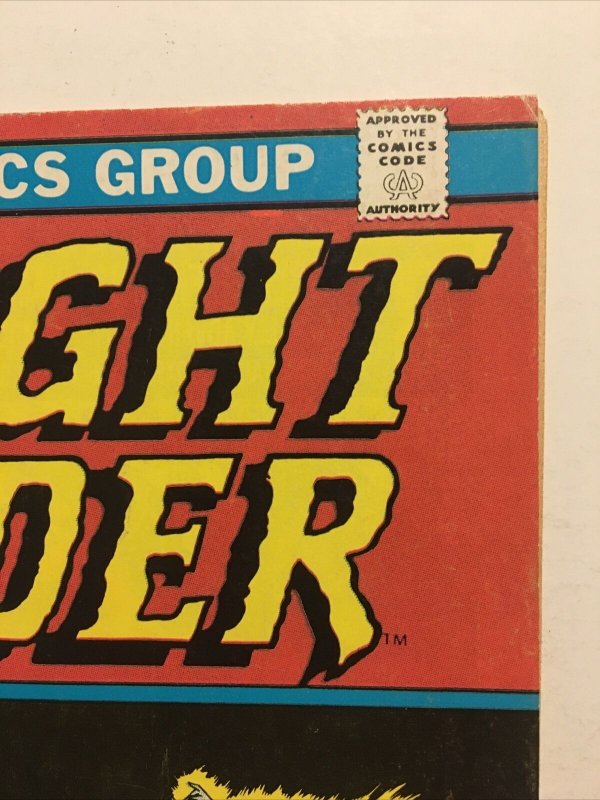 CS GROUP
APPROVED
BY THE
COMICS
CODE
CA
AUTHORITY
GHT
DER
TM